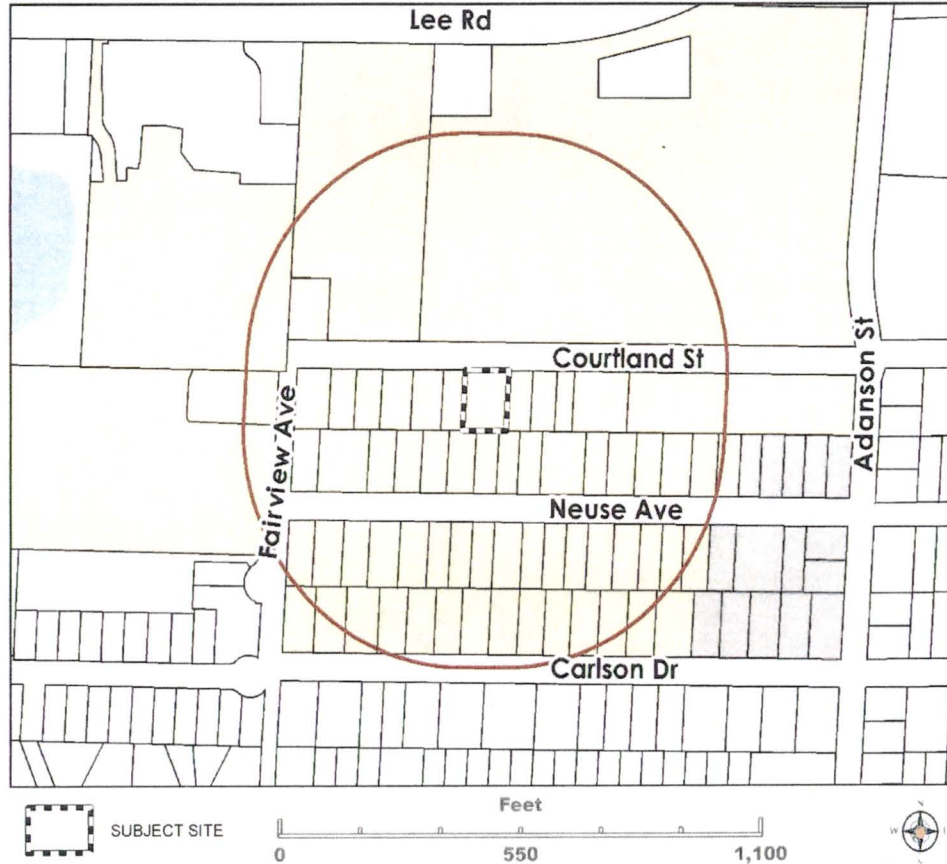 Lee Rd
Courtland St
Adanson St
Fairview Ave
Neuse Ave
Carlson Dr
SUBJECT SITE
Feet
0 550 1,100
W